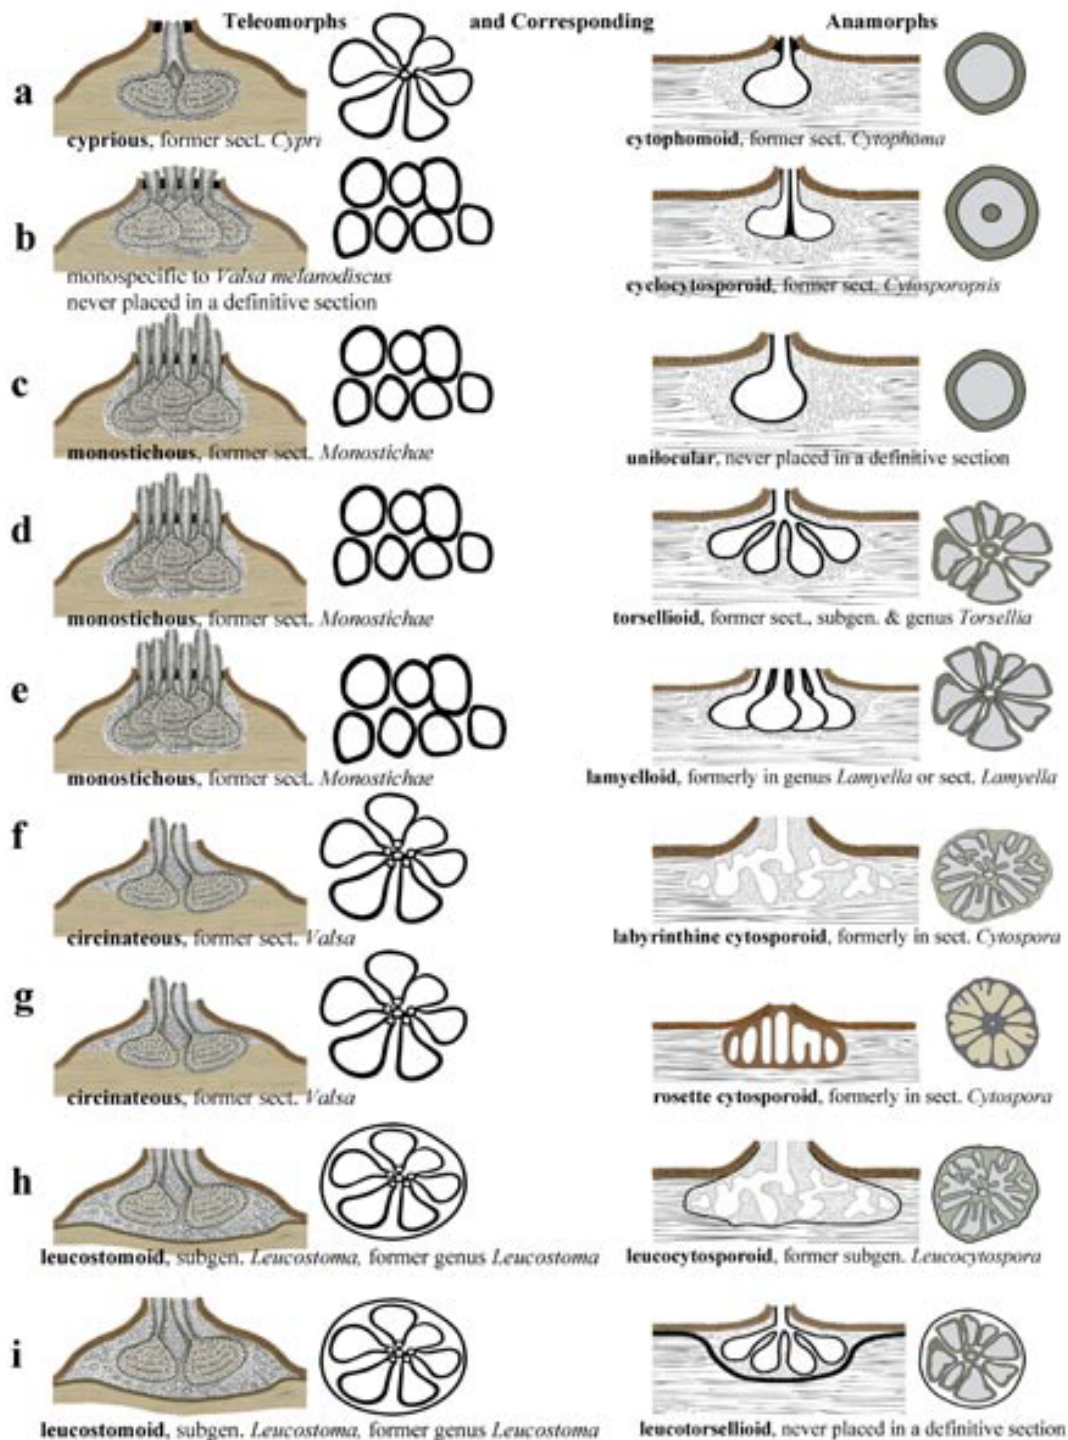 Teleomorphs and Corresponding Anamorphs
a
cyprious, former sect. Cypri
cytophomoid, former sect. Cytophoma
b
monospecific to Valsa melanodiscus
never placed in a definitive section
cyclocytosporoid, former sect. Cytosporopsis
c
monostichous, former sect. Monostichae
unilocular, never placed in a definitive section
d
monostichous, former sect. Monostichae
torsellioid, former sect., subgen. & genus Torsellia
e
monostichous, former sect. Monostichae
lamyelloid, formerly in genus Lamyella or sect. Lamyella
f
circinateous, former sect. Valsa
labyrinthine cytosporoid, formerly in sect. Cytospora
g
circinateous, former sect. Valsa
rosette cytosporoid, formerly in sect. Cytospora
h
leucostomoid, subgen. Leucostoma, former genus Leucostoma
leucocytosporoid, former subgen. Leucocytospora
i
leucostomoid, subgen. Leucostoma, former genus Leucostoma
leucotorsellioid, never placed in a definitive section